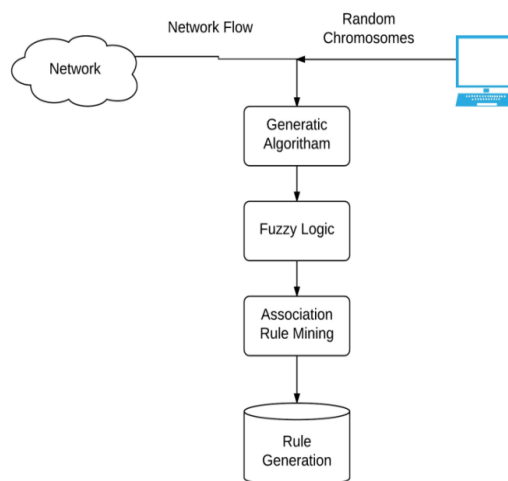 Network Flow
Random
Chromosomes
Network
Generatic
Algoritham
Fuzzy Logic
Association
Rule Mining
Rule
Generation